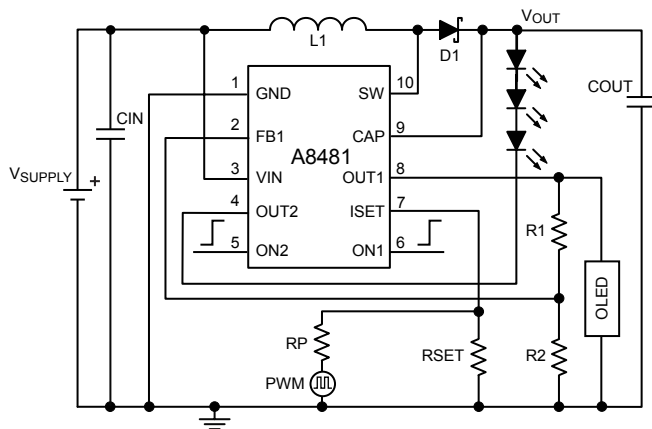 VOUT
L1
D1
1 GND SW 10
COUT
CIN
2 FB1 CAP 9
A8481
VSUPPLY +
3 VIN OUT1 8
4 OUT2 ISET 7
R1
5 ON2 ON1 6
OLED
RP
RSET
R2
PWM